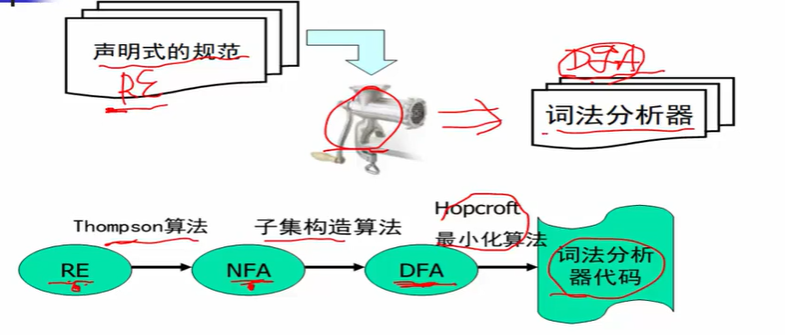 声明式的规范
RE
DFA
词法分析器
Thompson算法
子集构造算法
Hopcroft
最小化算法
RE
NFA
DFA
词法分析
器代码